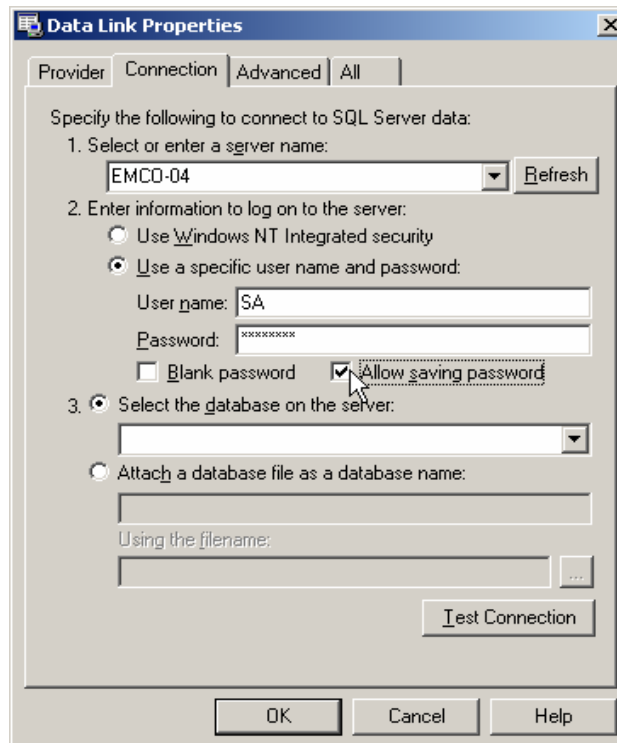 Data Link Properties
Provider Connection Advanced All
Specify the following to connect to SQL Server data:
1. Select or enter a server name:
EMCO-04 Refresh
2. Enter information to log on to the server:
Use Windows NT Integrated security
Use a specific user name and password:
User name: SA
Password: ********
Blank password Allow saving password
3. Select the database on the server:
Attach a database file as a database name:
Using the filename:
...
Test Connection
OK Cancel Help